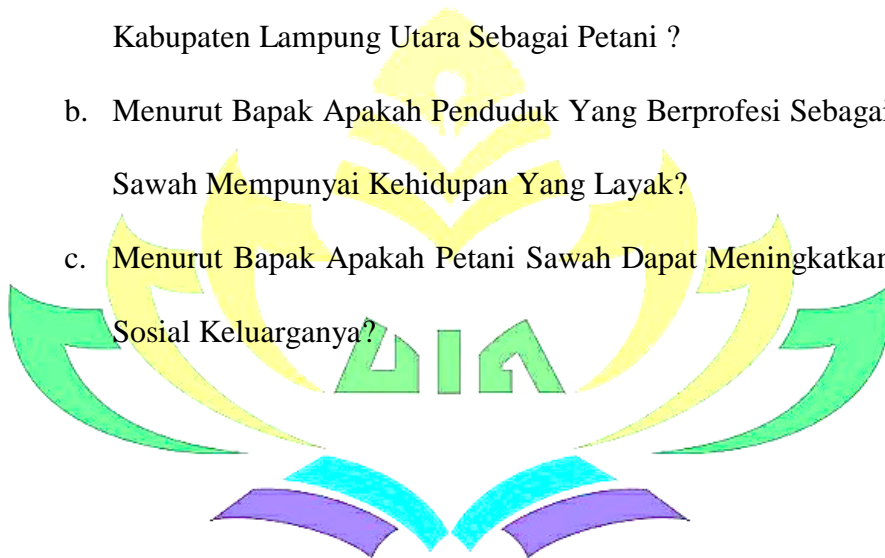 Kabupaten Lampung Utara Sebagai Petani ?
b. Menurut Bapak Apakah Penduduk Yang Berprofesi Sebagai
Sawah Mempunyai Kehidupan Yang Layak?
c. Menurut Bapak Apakah Petani Sawah Dapat Meningkatkan
Sosial Keluarganya?
UIN